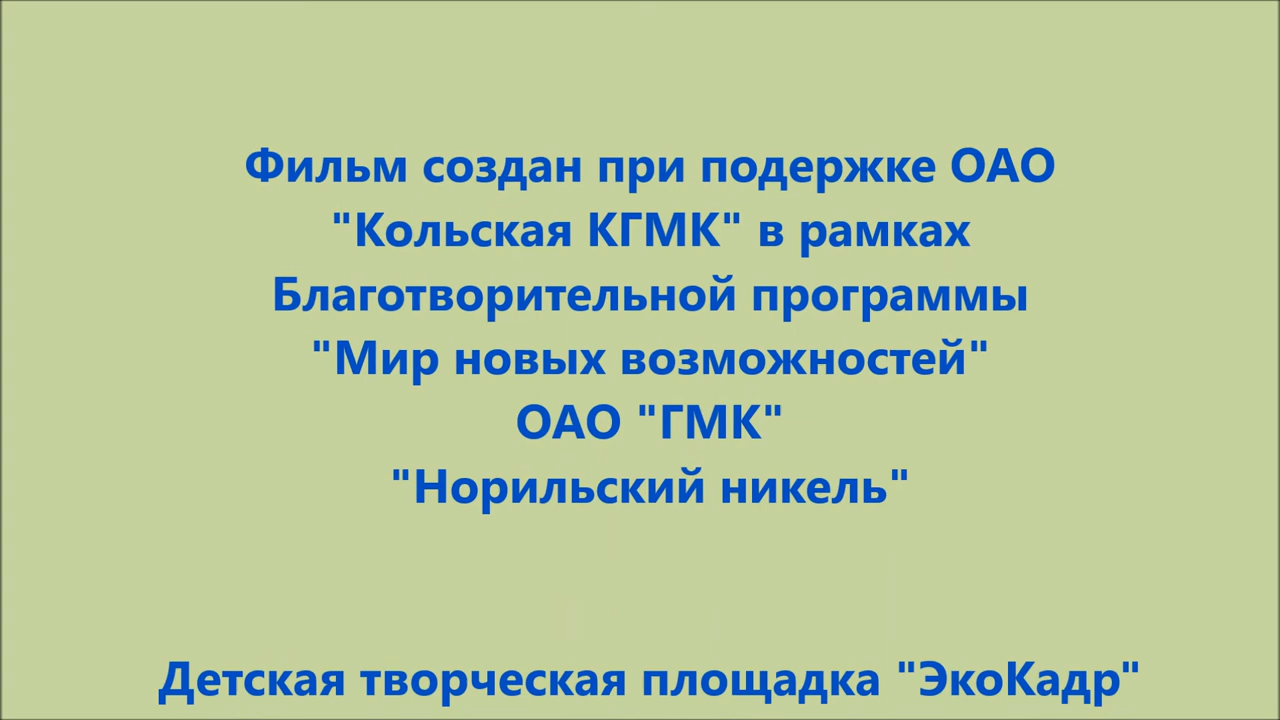 Фильм создан при подержке ОАО
"Кольская КГМК" в рамках
Благотворительной программы
"Мир новых возможностей"
ОАО "ГМК"
"Норильский никель"
Детская творческая площадка "ЭкоКадр"